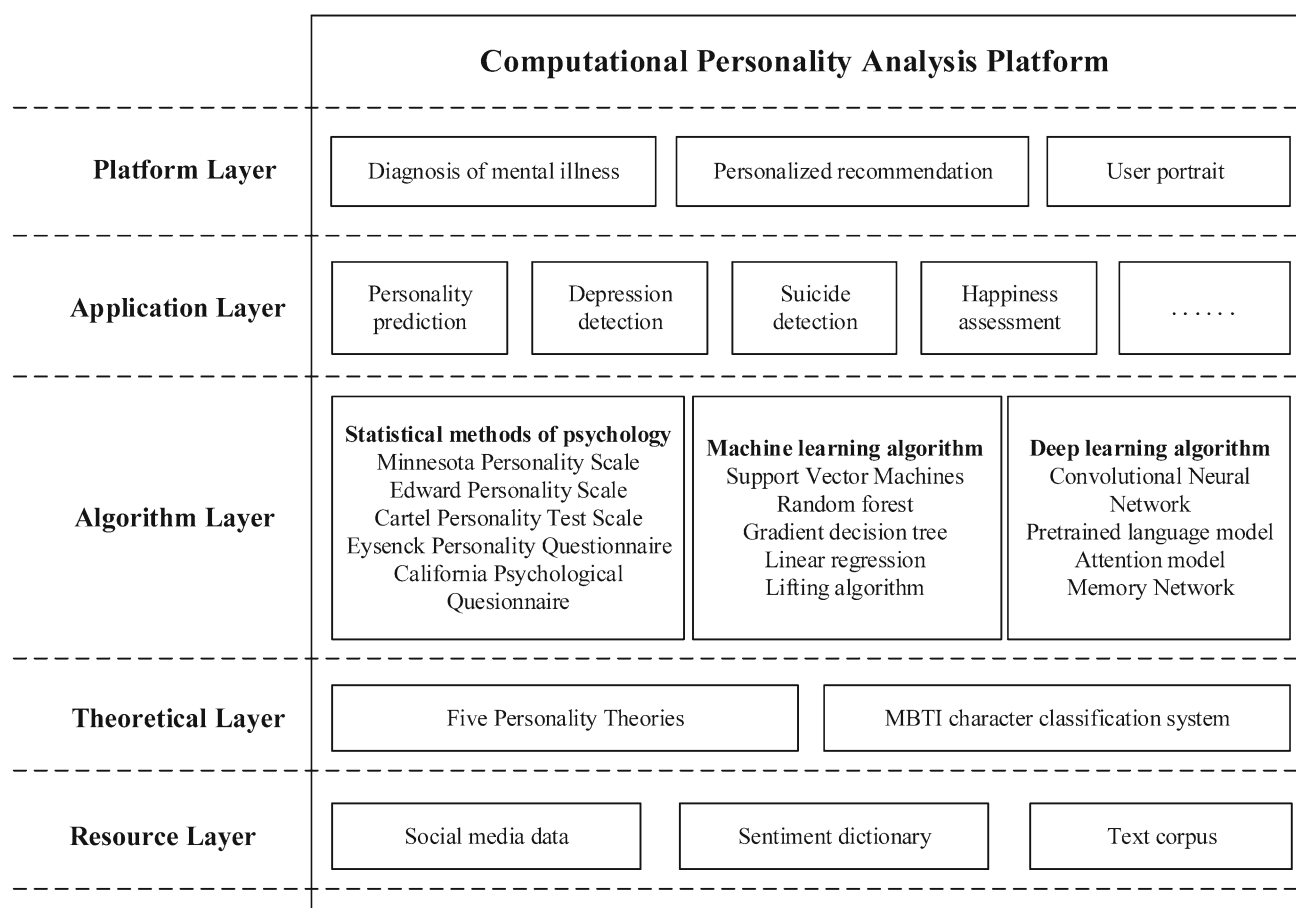 Computational Personality Analysis Platform
Platform Layer
Diagnosis of mental illness
Personalized recommendation
User portrait
Application Layer
Personality
prediction
Depression
detection
Suicide
detection
Happiness
assessment
......
Algorithm Layer
Statistical methods of psychology
Minnesota Personality Scale
Edward Personality Scale
Cartel Personality Test Scale
Eysenck Personality Questionnaire
California Psychological
Quesionnaire
Machine learning algorithm
Support Vector Machines
Random forest
Gradient decision tree
Linear regression
Lifting algorithm
Deep learning algorithm
Convolutional Neural
Network
Pretrained language model
Attention model
Memory Network
Theoretical Layer
Five Personality Theories
MBTI character classification system
Resource Layer
Social media data
Sentiment dictionary
Text corpus